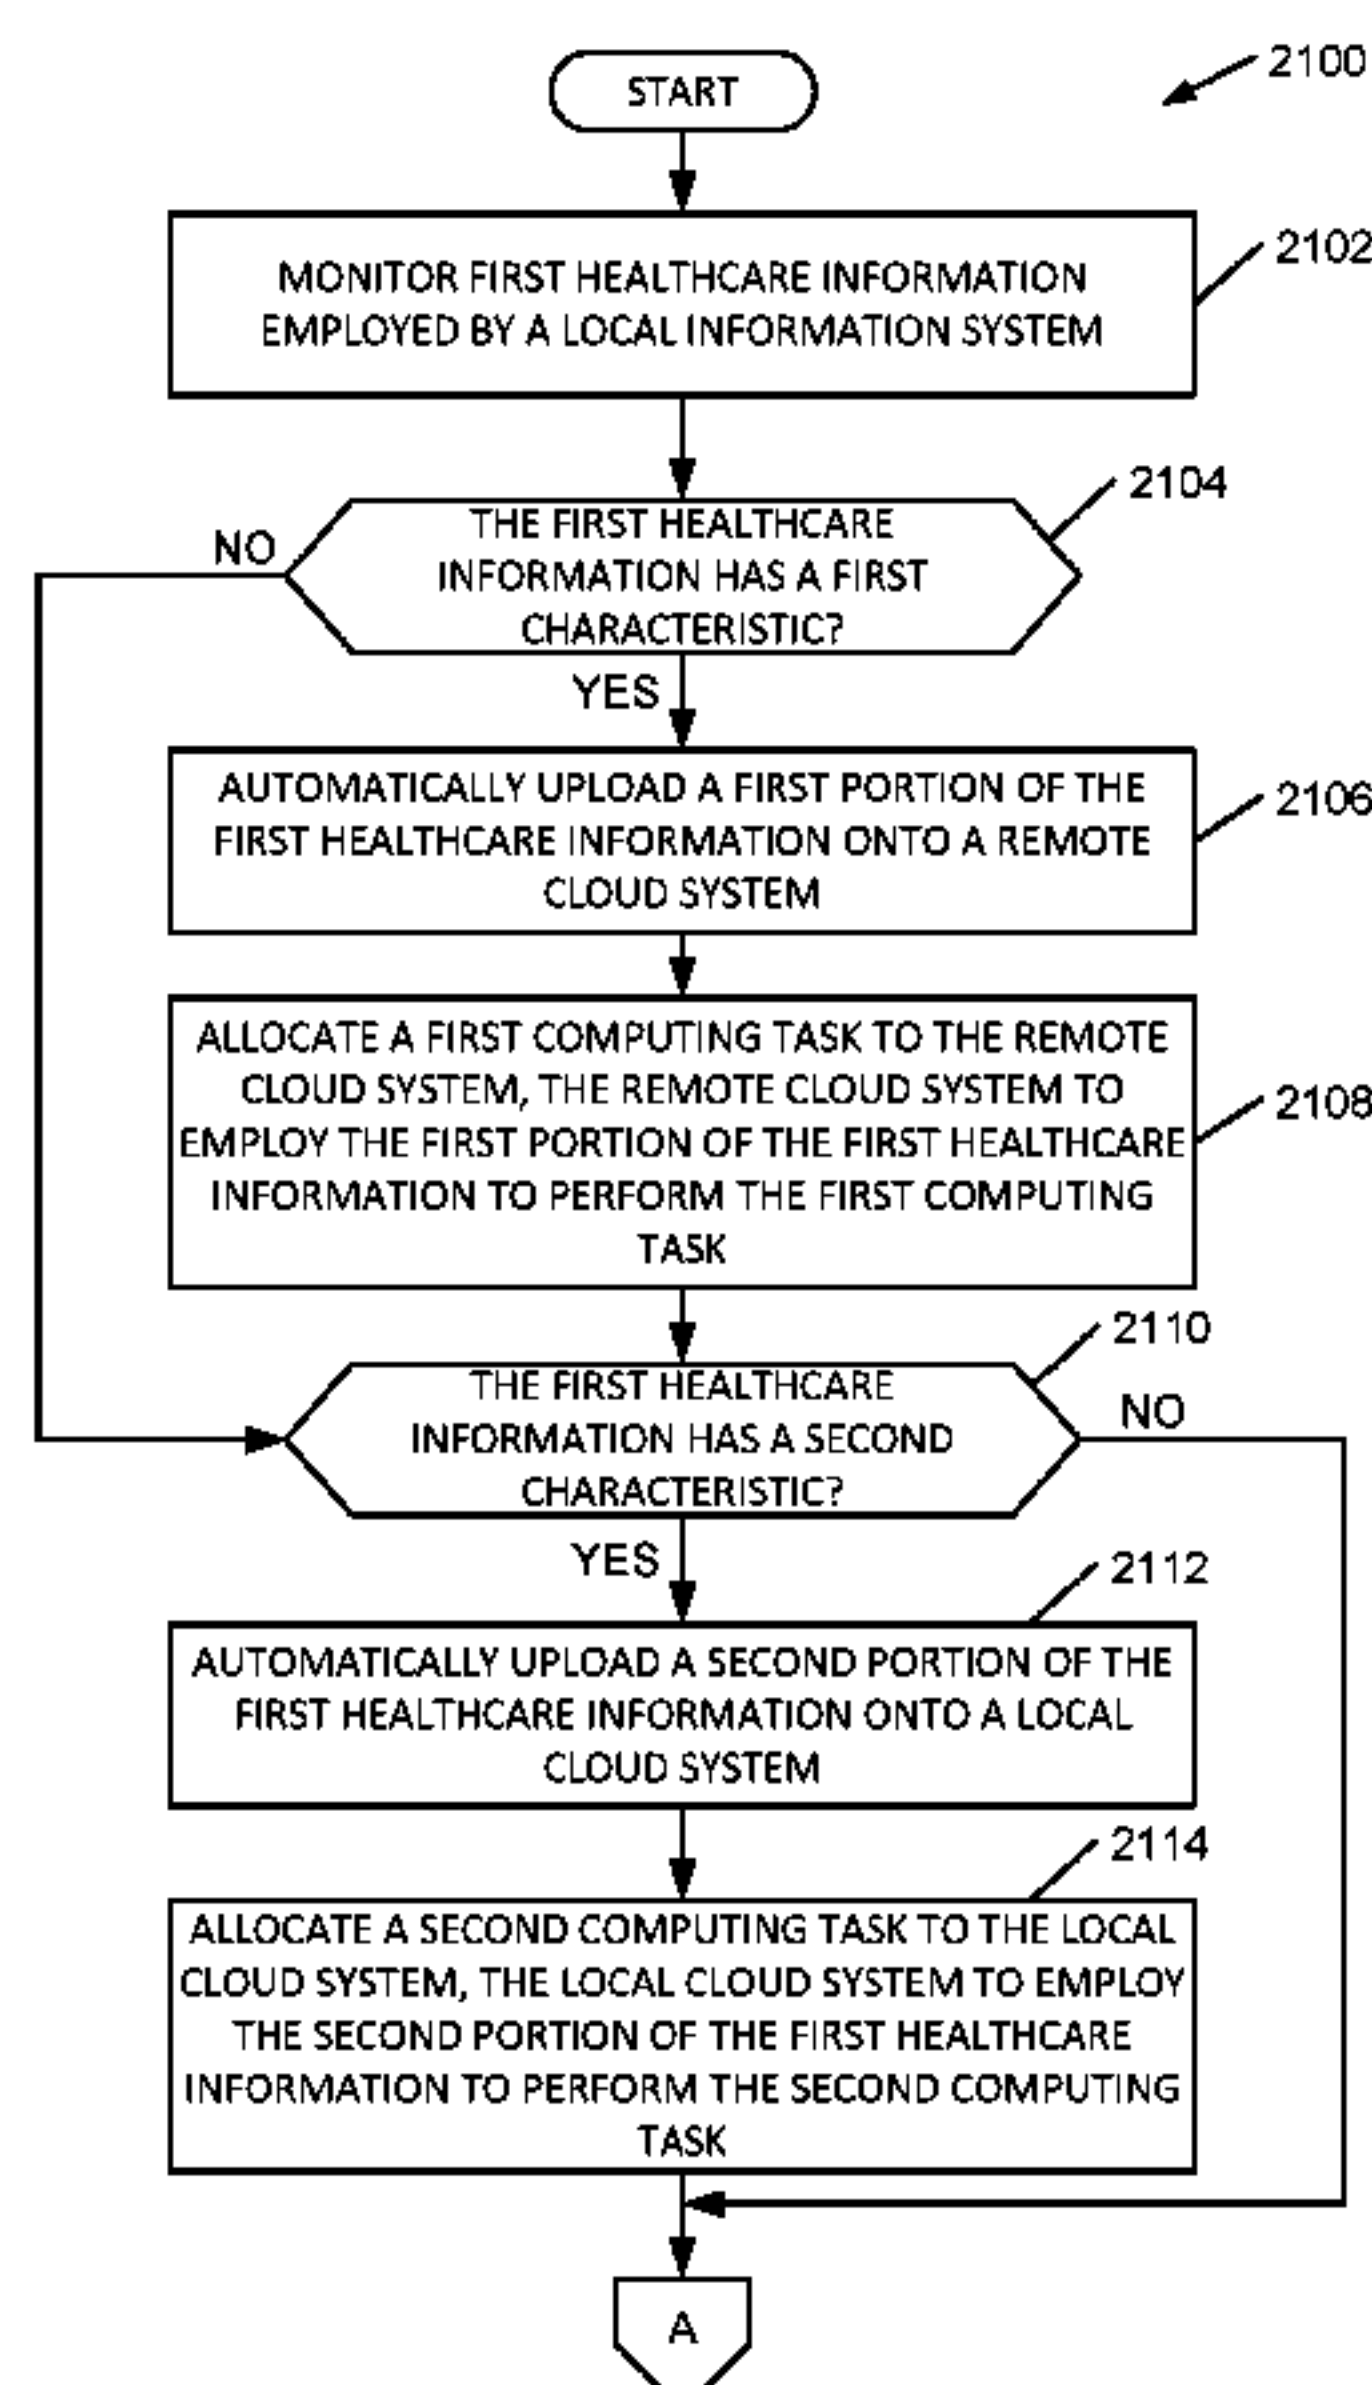 START
2100
MONITOR FIRST HEALTHCARE INFORMATION
EMPLOYED BY A LOCAL INFORMATION SYSTEM
2102
THE FIRST HEALTHCARE
INFORMATION HAS A FIRST
CHARACTERISTIC?
2104
NO
YES
AUTOMATICALLY UPLOAD A FIRST PORTION OF THE
FIRST HEALTHCARE INFORMATION ONTO A REMOTE
CLOUD SYSTEM
2106
ALLOCATE A FIRST COMPUTING TASK TO THE REMOTE
CLOUD SYSTEM, THE REMOTE CLOUD SYSTEM TO
EMPLOY THE FIRST PORTION OF THE FIRST HEALTHCARE
INFORMATION TO PERFORM THE FIRST COMPUTING
TASK
2108
THE FIRST HEALTHCARE
INFORMATION HAS A SECOND
CHARACTERISTIC?
2110
NO
YES
2112
AUTOMATICALLY UPLOAD A SECOND PORTION OF THE
FIRST HEALTHCARE INFORMATION ONTO A LOCAL
CLOUD SYSTEM
2114
ALLOCATE A SECOND COMPUTING TASK TO THE LOCAL
CLOUD SYSTEM, THE LOCAL CLOUD SYSTEM TO EMPLOY
THE SECOND PORTION OF THE FIRST HEALTHCARE
INFORMATION TO PERFORM THE SECOND COMPUTING
TASK
A